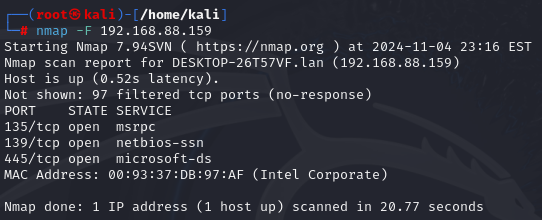 ┌──(root㉿kali)-[/home/kali]
└─# nmap -F 192.168.88.159
Starting Nmap 7.94SVN ( https://nmap.org ) at 2024-11-04 23:16 EST
Nmap scan report for DESKTOP-26T57VF.lan (192.168.88.159)
Host is up (0.52s latency).
Not shown: 97 filtered tcp ports (no-response)
PORT    STATE SERVICE
135/tcp open  msrpc
139/tcp open  netbios-ssn
445/tcp open  microsoft-ds
MAC Address: 00:93:37:DB:97:AF (Intel Corporate)

Nmap done: 1 IP address (1 host up) scanned in 20.77 seconds